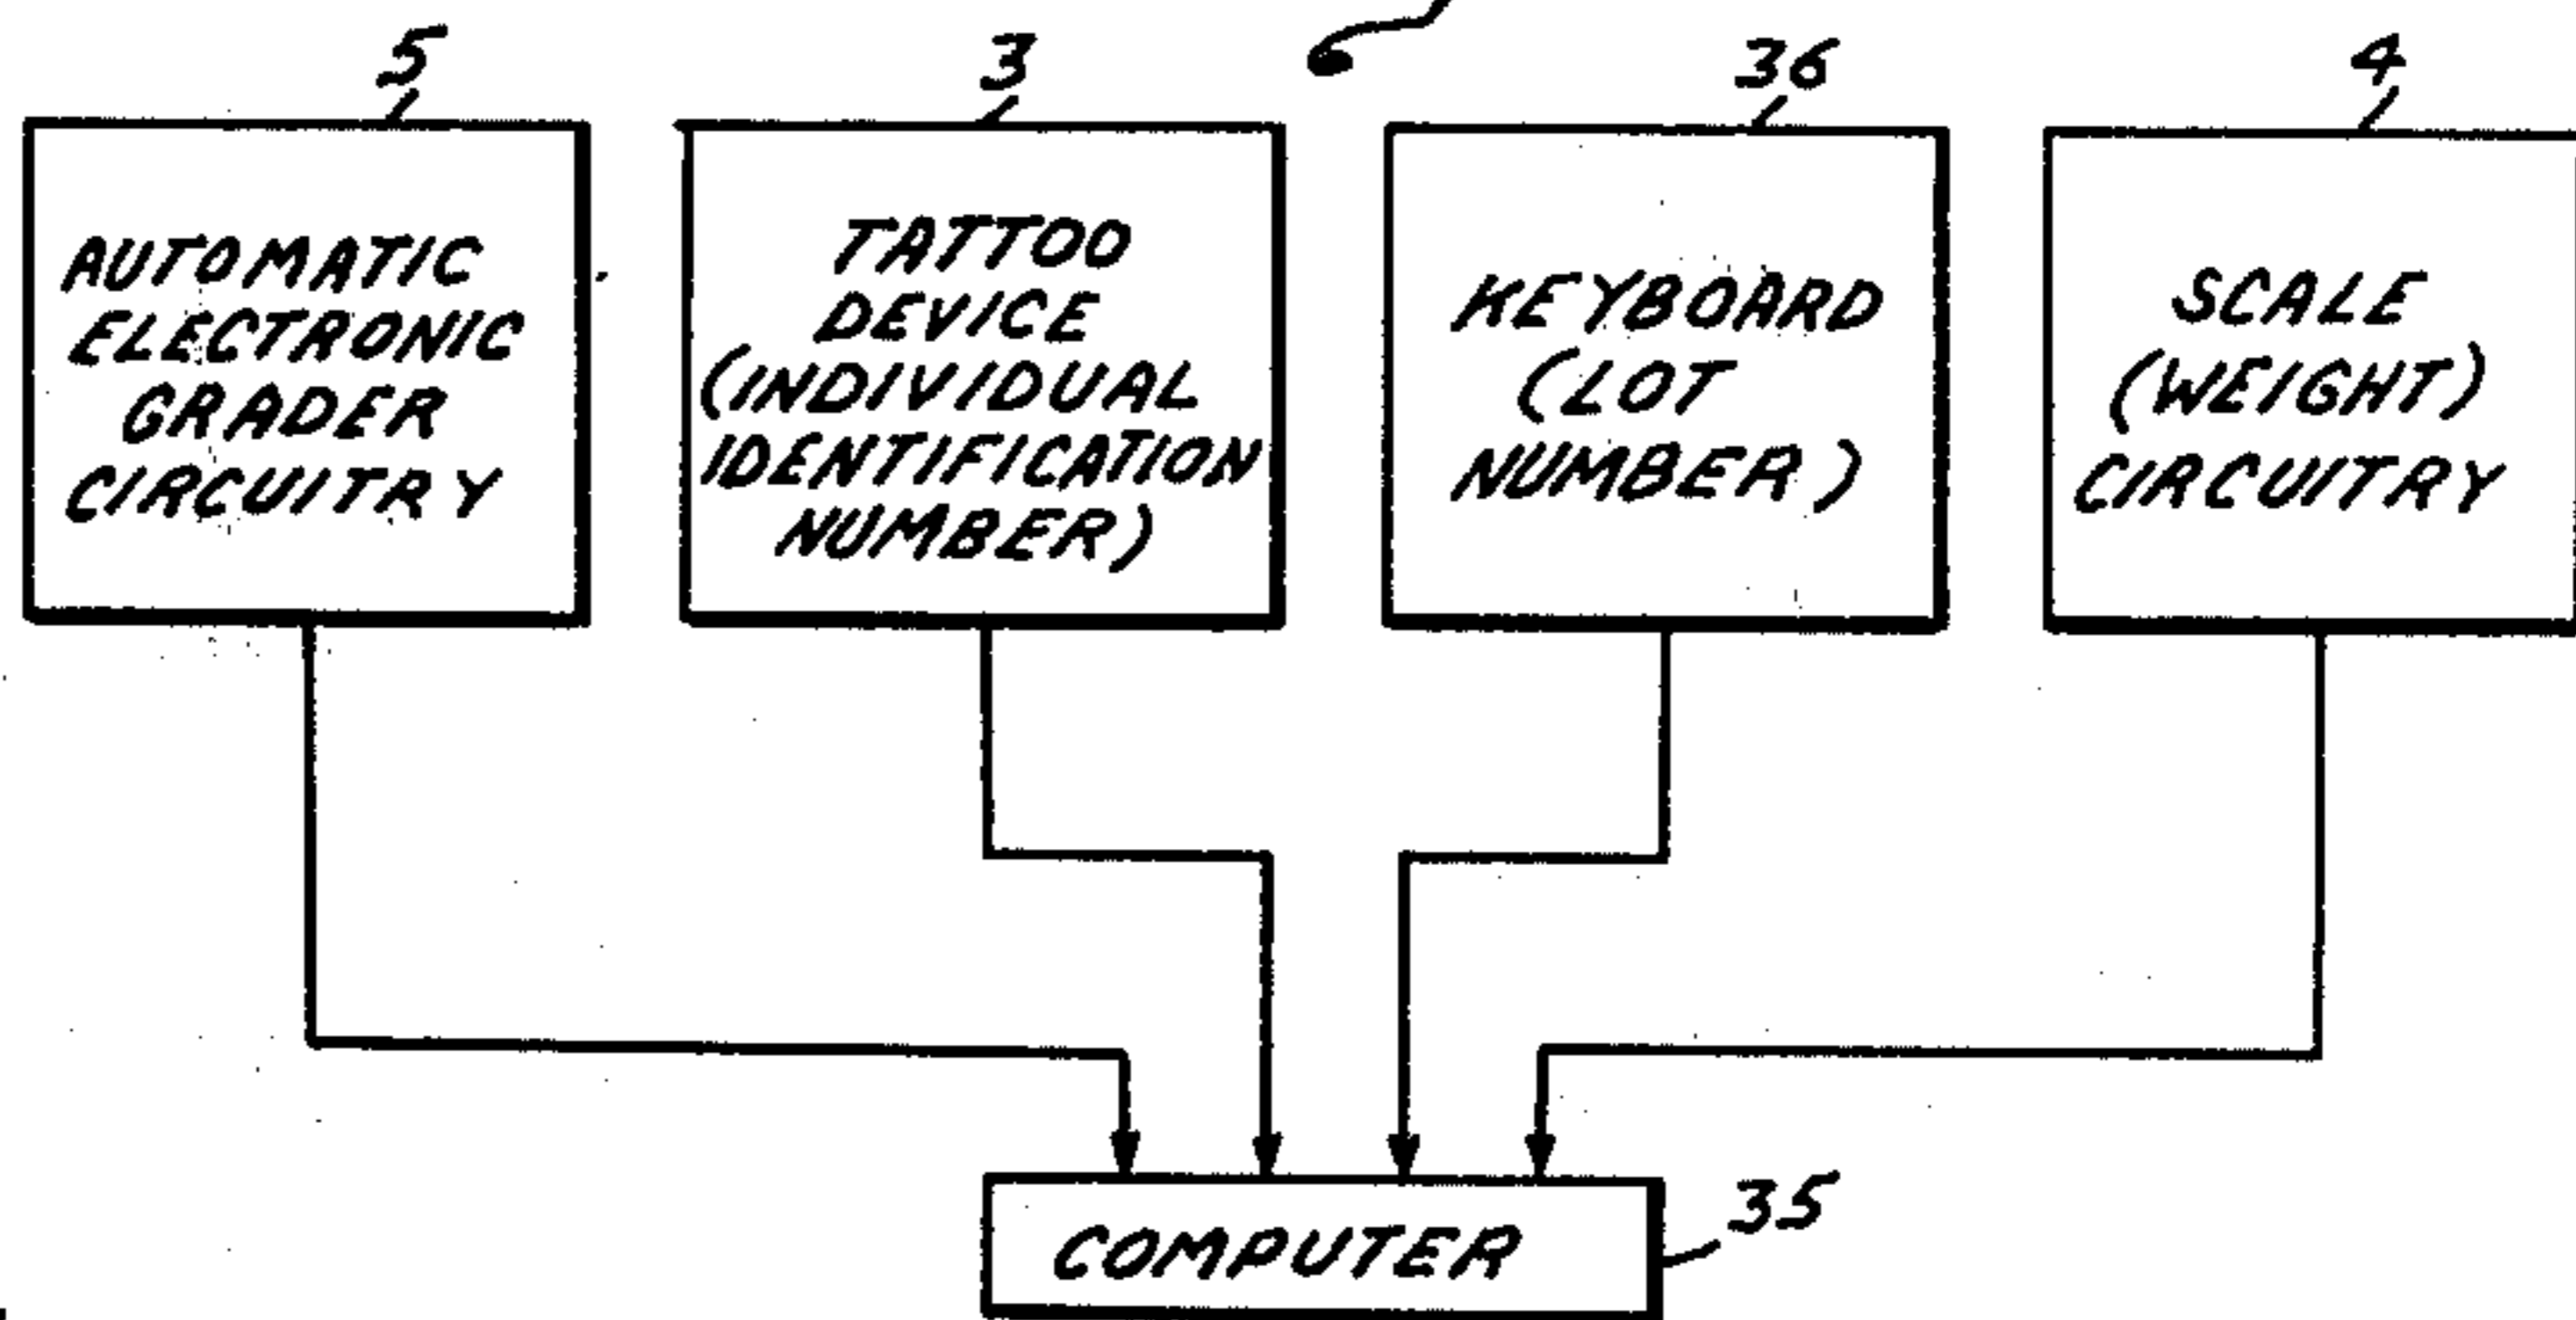 5
3
6
36
4
AUTOMATIC
ELECTRONIC
GRADER
CIRCUITRY
TATTOO
DEVICE
(INDIVIDUAL
IDENTIFICATION
NUMBER)
KEYBOARD
(LOT
NUMBER)
SCALE
(WEIGHT)
CIRCUITRY
COMPUTER
35